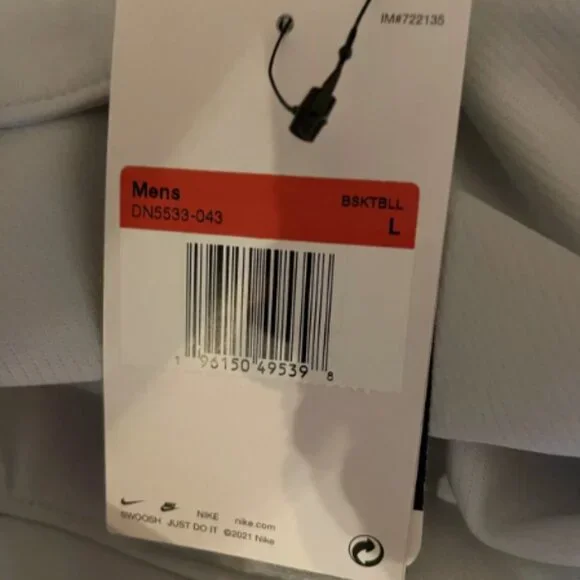 IM#722135
Mens
DN5533-043
BSKTBLL
L
1 96150 49539 8
NIKE nike.com
SWOOSH JUST DO IT ©2021 Nike